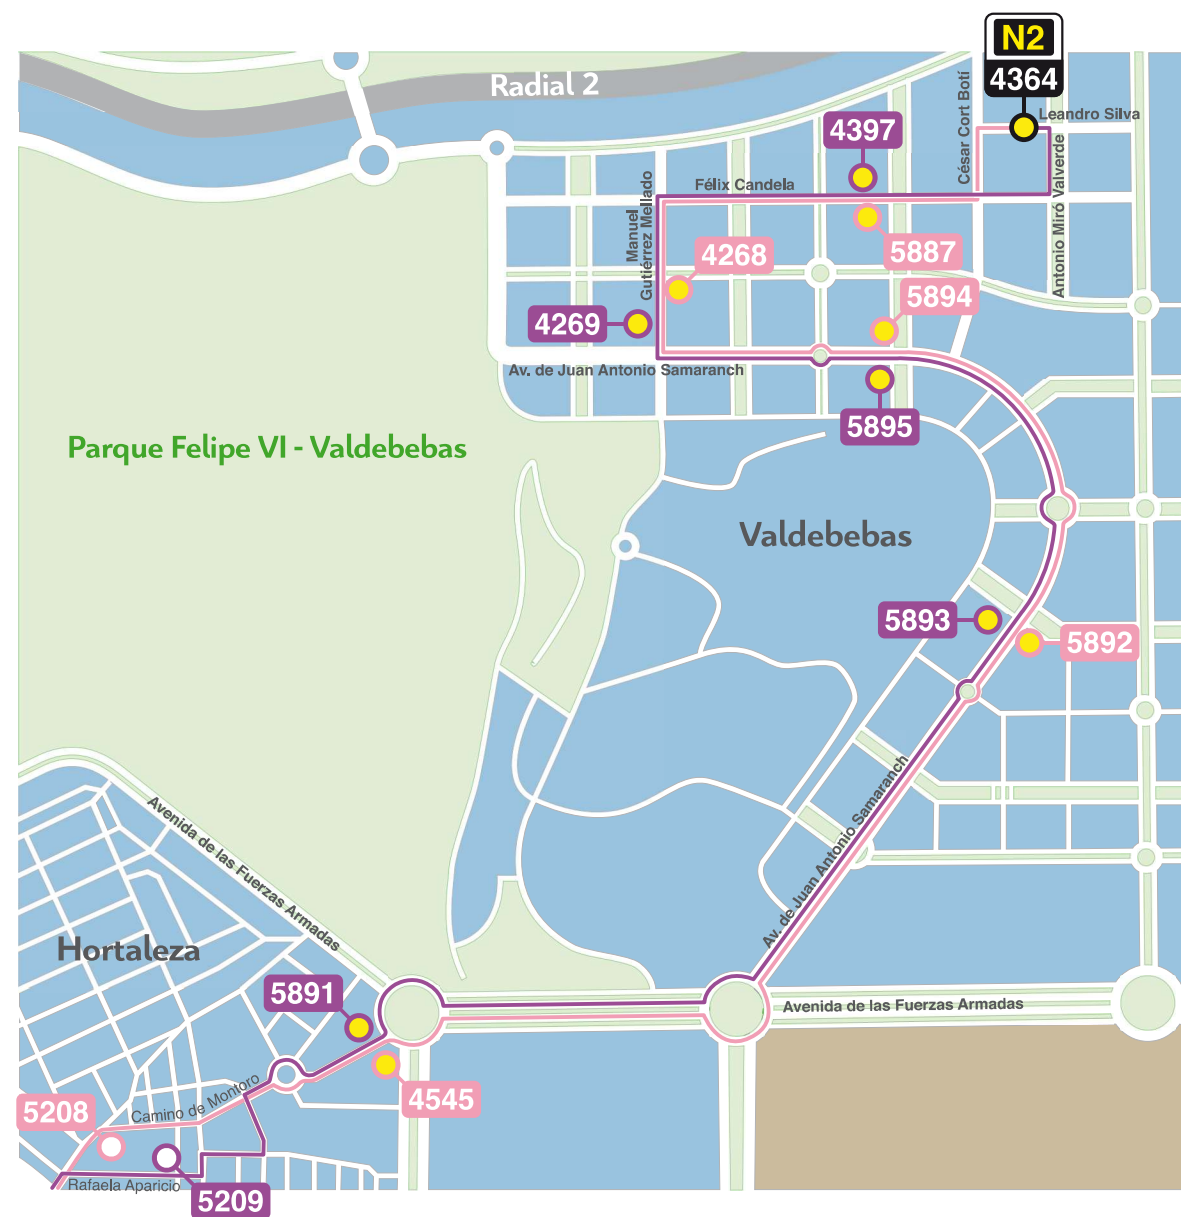 N2
4364
Radial 2
César Cort Botí
Leandro Silva
4397
Antonio Miró Valverde
Félix Candela
Manuel
Gutiérrez Mellado
5887
4268
5894
4269
Av. de Juan Antonio Samaranch
5895
Parque Felipe VI - Valdebebas
Valdebebas
5893
5892
Av. de Juan Antonio Samaranch
Avenida de las Fuerzas Armadas
Hortaleza
5891
Avenida de las Fuerzas Armadas
4545
Camino de Montoro
5208
Rafaela Aparicio
5209